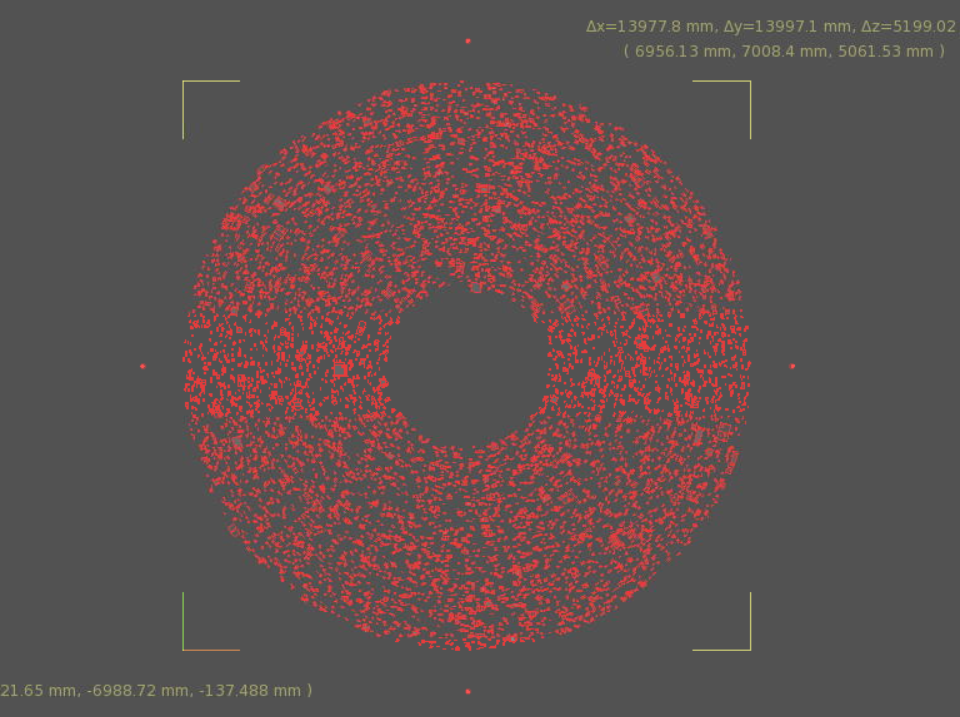 Δx=13977.8 mm, Δy=13997.1 mm, Δz=5199.02
( 6956.13 mm, 7008.4 mm, 5061.53 mm )
21.65 mm, -6988.72 mm, -137.488 mm )